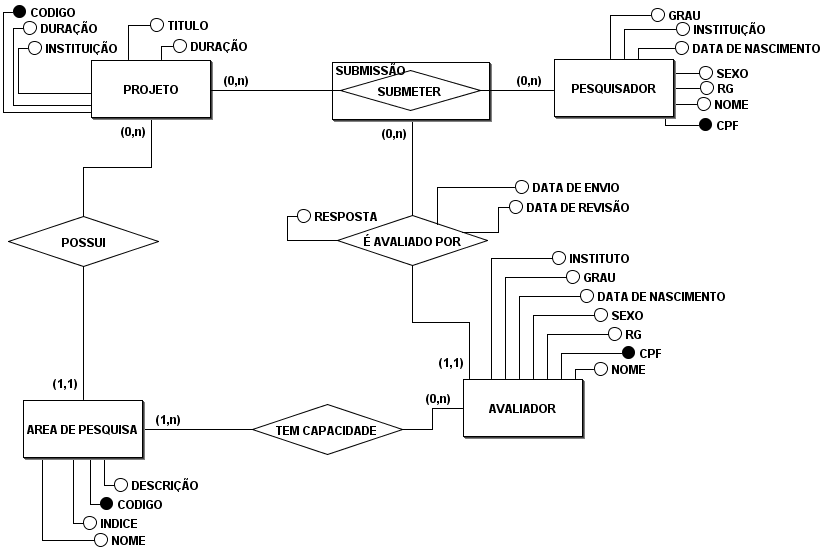 CODIGO
DURAÇÃO
INSTITUIÇÃO
TITULO
DURAÇÃO
PROJETO
(0,n)
(0,n)
SUBMISSÃO
SUBMETER
(0,n)
(0,n)
GRAU
INSTITUIÇÃO
DATA DE NASCIMENTO
PESQUISADOR
SEXO
RG
NOME
CPF
POSSUI
RESPOSTA
DATA DE ENVIO
DATA DE REVISÃO
É AVALIADO POR
INSTITUTO
GRAU
DATA DE NASCIMENTO
SEXO
RG
CPF
NOME
(1,1)
(1,1)
(0,n)
AVALIADOR
AREA DE PESQUISA
(1,n)
TEM CAPACIDADE
DESCRIÇÃO
CODIGO
INDICE
NOME